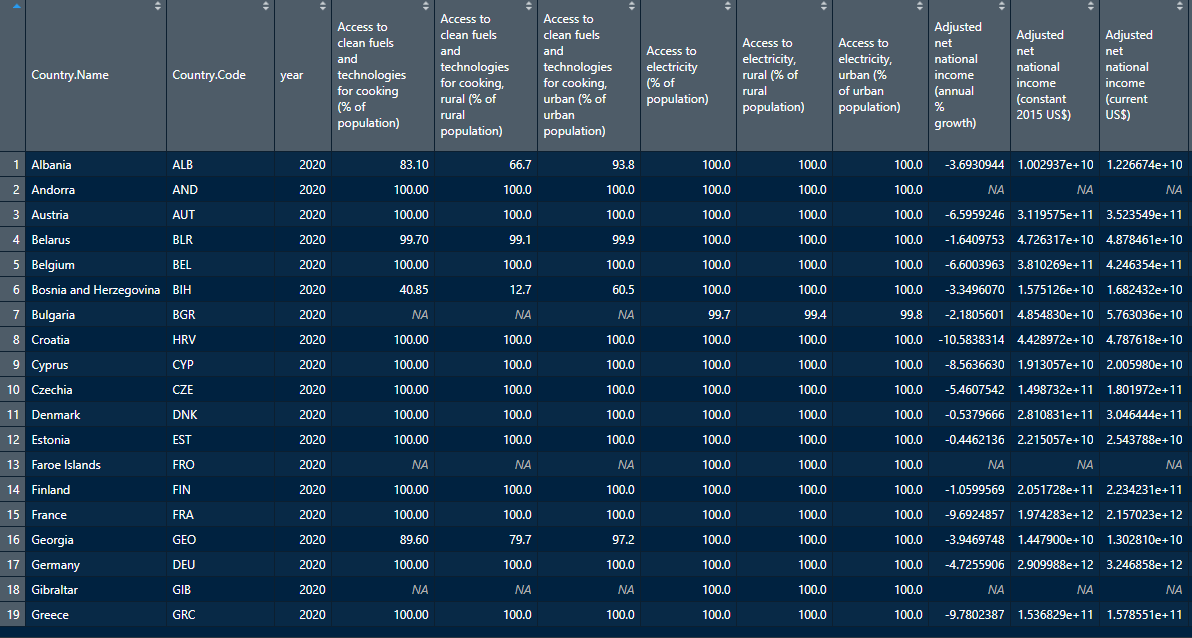 Country.Name Country.Code year Access to clean fuels and technologies for cooking (% of population) Access to clean fuels and technologies for cooking, rural (% of rural population) Access to clean fuels and technologies for cooking, urban (% of urban population) Access to electricity (% of population) Access to electricity, rural (% of rural population) Access to electricity, urban (% of urban population) Adjusted net national income (annual % growth) Adjusted net national income (constant 2015 US$) Adjusted net national income (current US$)
1 Albania ALB 2020 83.10 66.7 93.8 100.0 100.0 100.0 -3.6930944 1.002937e+10 1.226674e+10
2 Andorra AND 2020 100.00 100.0 100.0 100.0 100.0 100.0 NA NA NA
3 Austria AUT 2020 100.00 100.0 100.0 100.0 100.0 100.0 -6.5959246 3.119575e+11 3.523549e+11
4 Belarus BLR 2020 99.70 99.1 99.9 100.0 100.0 100.0 -1.6409753 4.726317e+10 4.878461e+10
5 Belgium BEL 2020 100.00 100.0 100.0 100.0 100.0 100.0 -6.6003963 3.810269e+11 4.246354e+11
6 Bosnia and Herzegovina BIH 2020 40.85 12.7 60.5 100.0 100.0 100.0 -3.3496070 1.575126e+10 1.682432e+10
7 Bulgaria BGR 2020 NA NA NA 99.7 99.4 99.8 -2.1805601 4.854830e+10 5.763036e+10
8 Croatia HRV 2020 100.00 100.0 100.0 100.0 100.0 100.0 -10.5838314 4.428972e+10 4.787618e+10
9 Cyprus CYP 2020 100.00 100.0 100.0 100.0 100.0 100.0 -8.5636630 1.913057e+10 2.005980e+10
10 Czechia CZE 2020 100.00 100.0 100.0 100.0 100.0 100.0 -5.4607542 1.498732e+11 1.801972e+11
11 Denmark DNK 2020 100.00 100.0 100.0 100.0 100.0 100.0 -0.5379666 2.810831e+11 3.046444e+11
12 Estonia EST 2020 100.00 100.0 100.0 100.0 100.0 100.0 -0.4462136 2.215057e+10 2.543788e+10
13 Faroe Islands FRO 2020 NA NA NA 100.0 100.0 100.0 NA NA NA
14 Finland FIN 2020 100.00 100.0 100.0 100.0 100.0 100.0 -1.0599569 2.051728e+11 2.234231e+11
15 France FRA 2020 100.00 100.0 100.0 100.0 100.0 100.0 -9.6924857 1.974283e+12 2.157023e+12
16 Georgia GEO 2020 89.60 79.7 97.2 100.0 100.0 100.0 -3.9469748 1.447900e+10 1.302810e+10
17 Germany DEU 2020 100.00 100.0 100.0 100.0 100.0 100.0 -4.7255906 2.909988e+12 3.246858e+12
18 Gibraltar GIB 2020 NA NA NA 100.0 100.0 100.0 NA NA NA
19 Greece GRC 2020 100.00 100.0 100.0 100.0 100.0 100.0 -9.7802387 1.536829e+11 1.578551e+11